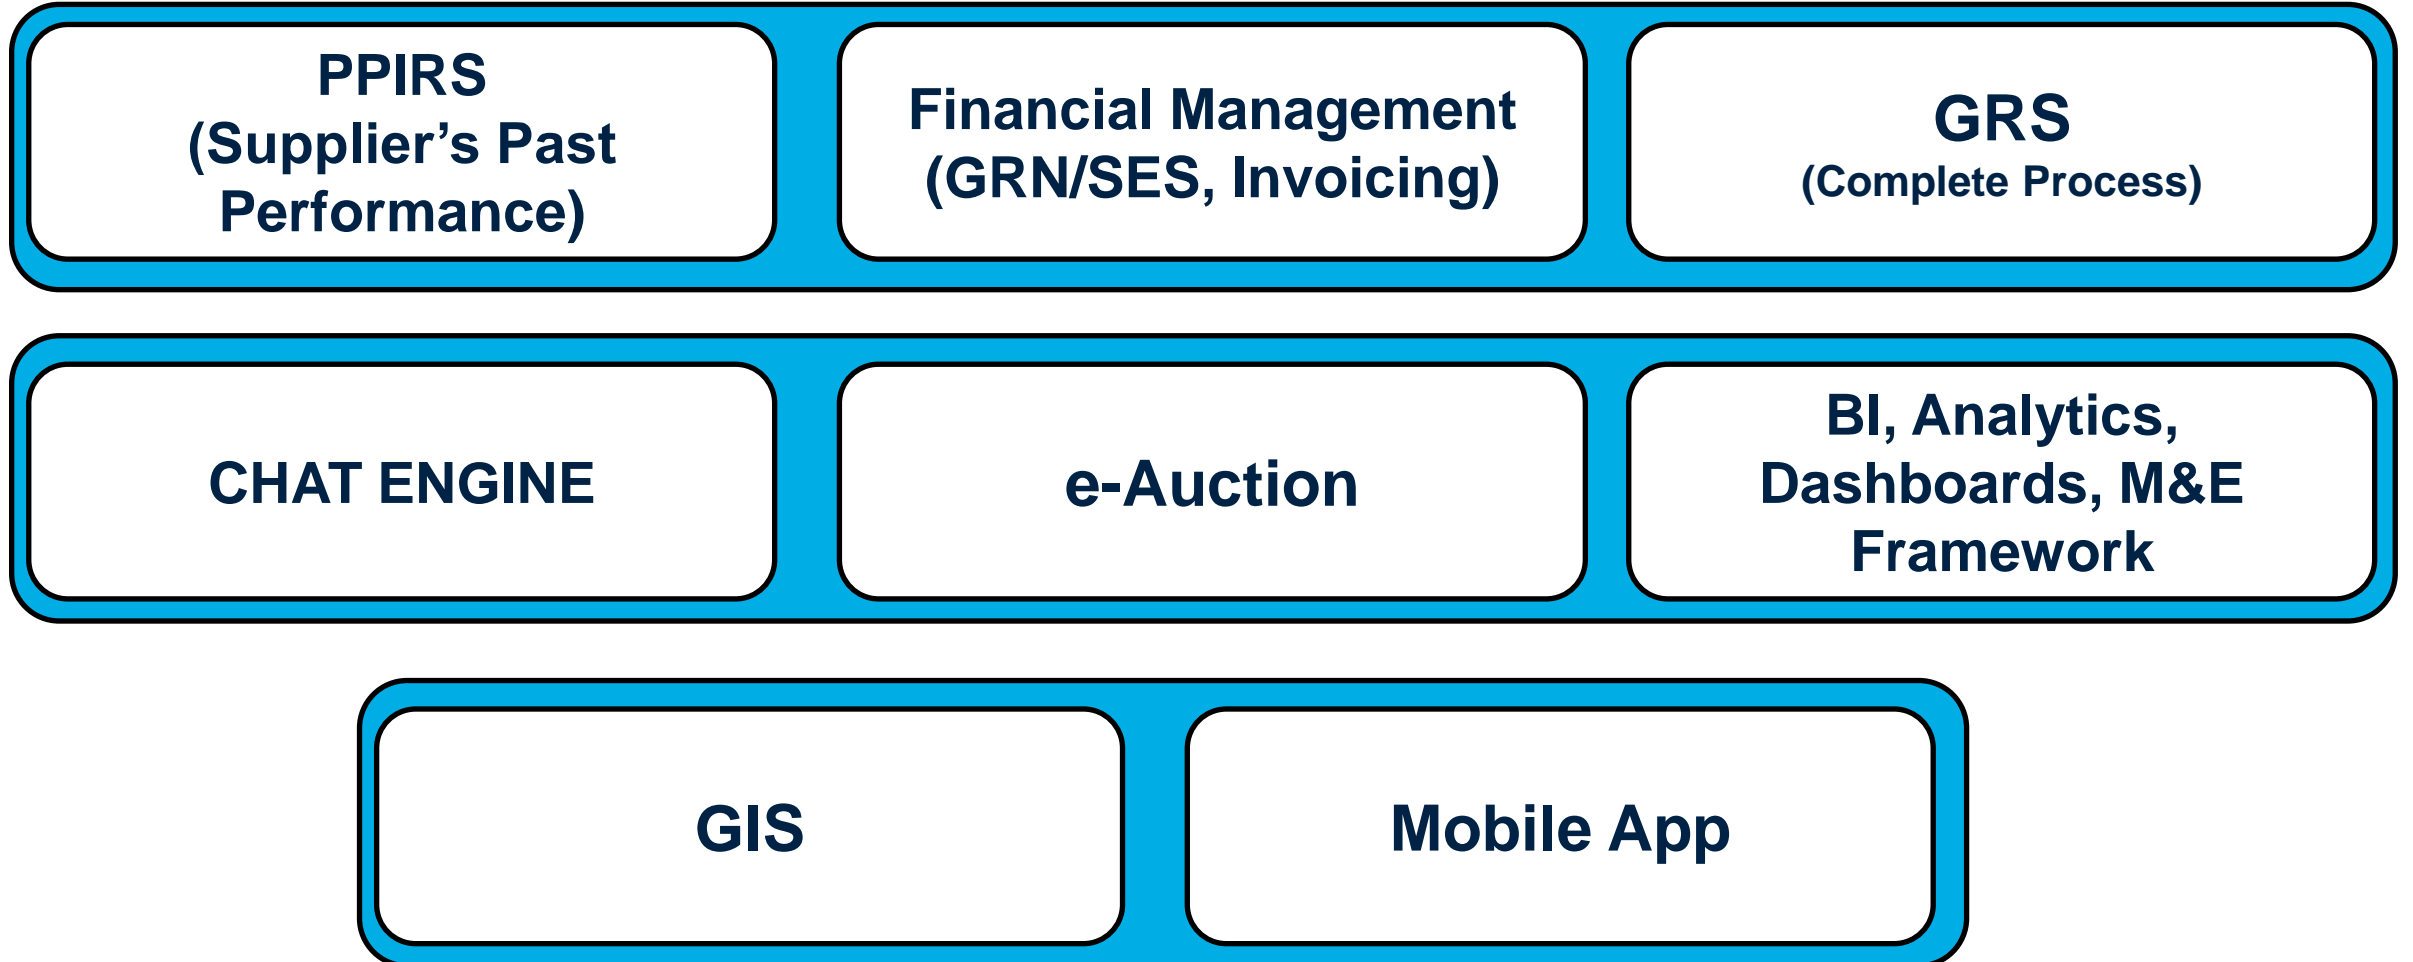 PPIRS
(Supplier’s Past
Performance)
Financial Management
(GRN/SES, Invoicing)
GRS
(Complete Process)
CHAT ENGINE
e-Auction
BI, Analytics,
Dashboards, M&E
Framework
GIS
Mobile App